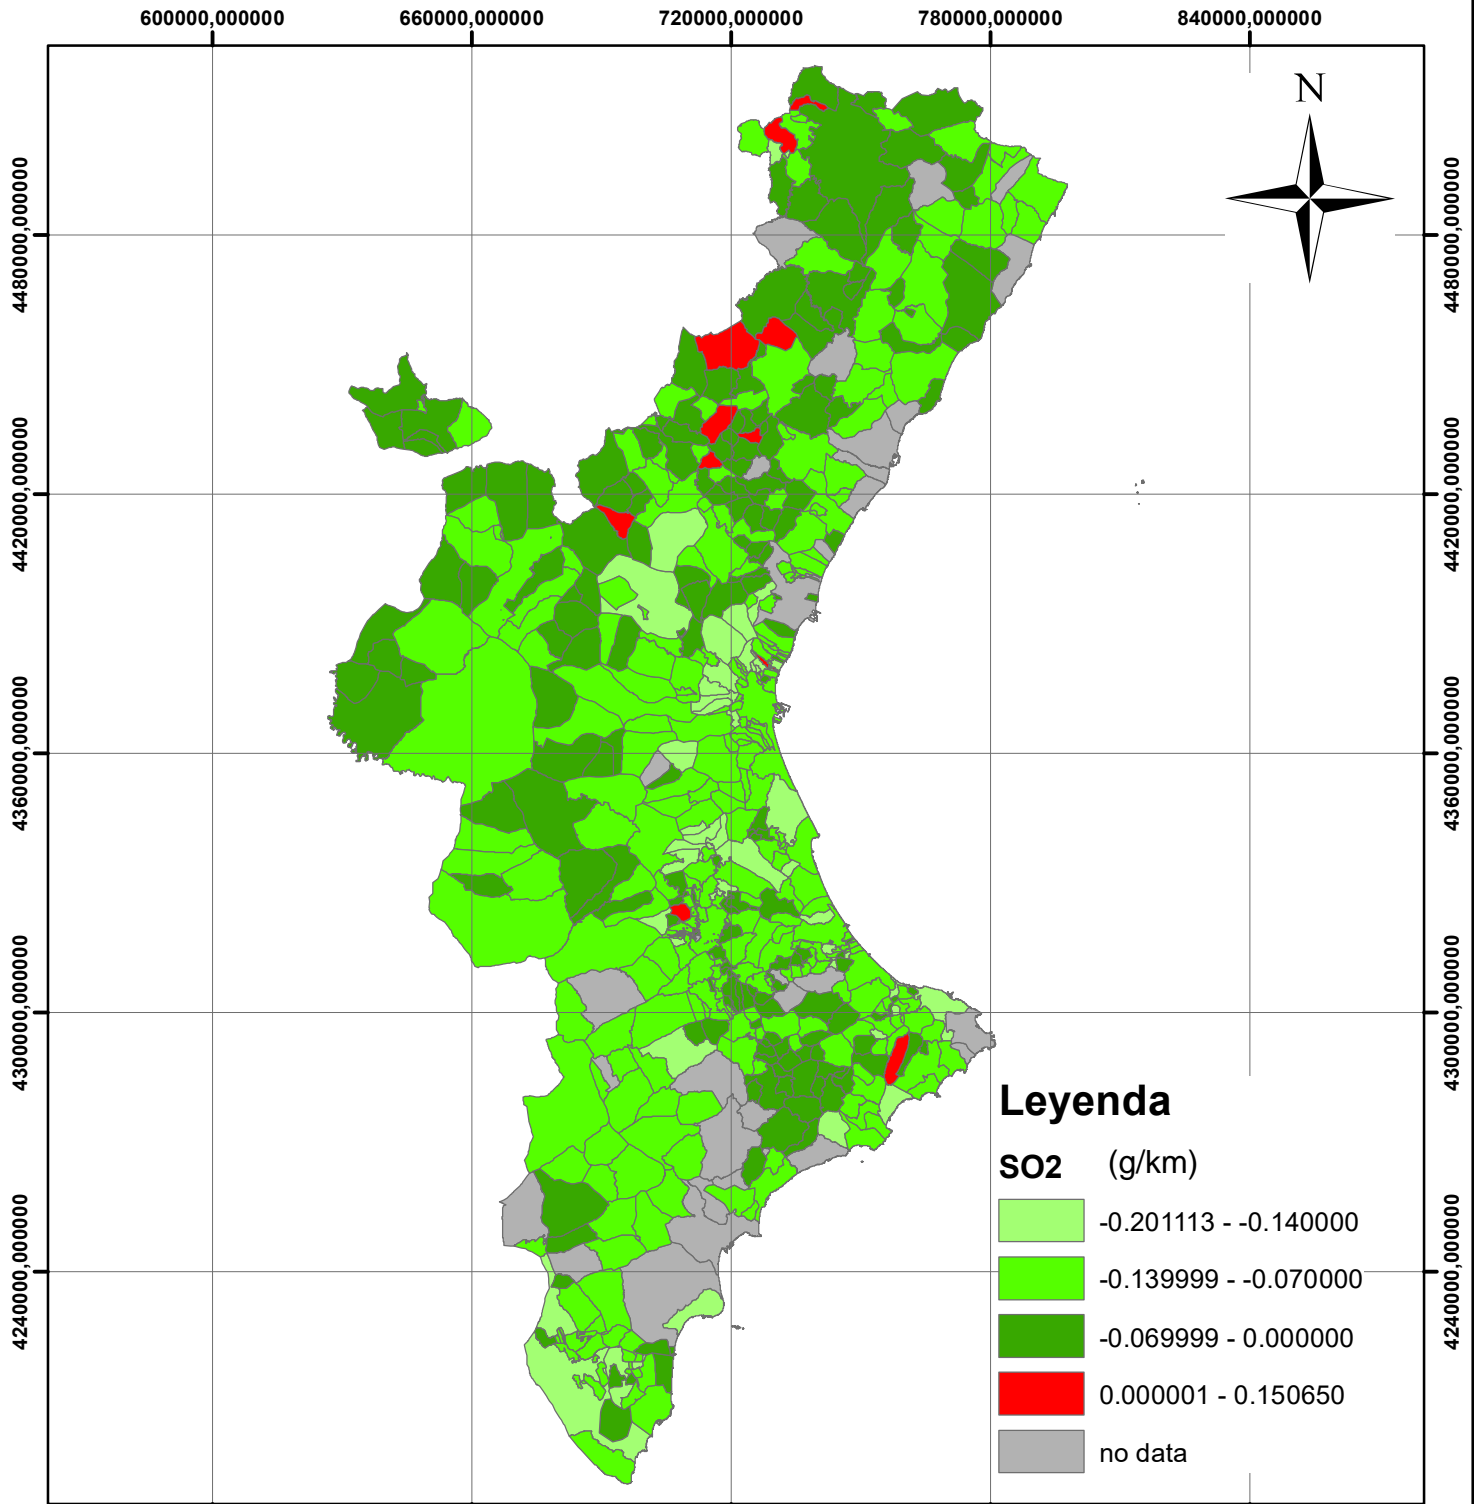 600000,000000 660000,000000 720000,000000 780000,000000 840000,000000
N
4480000,000000 4480000,000000
4420000,000000 4420000,000000
4360000,000000 4360000,000000
4300000,000000 4300000,000000
4240000,000000 4240000,000000
Leyenda
SO2 (g/km)
-0.201113 - -0.140000
-0.139999 - -0.070000
-0.069999 - 0.000000
0.000001 - 0.150650
no data